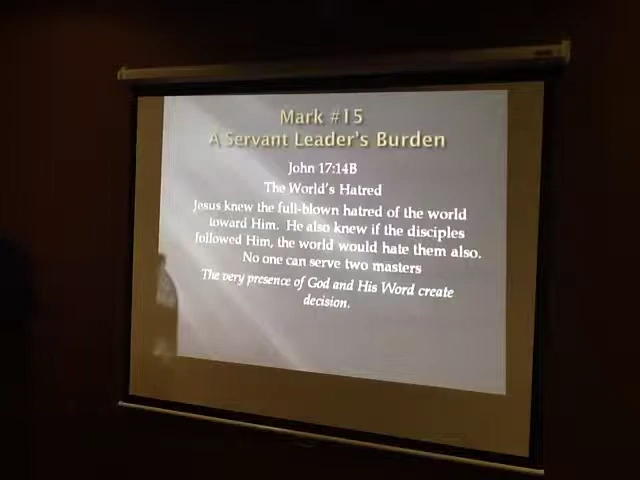 Mark #15
A Servant Leader's Burden
John 17:14B
The World's Hatred
Jesus knew the full-blown hatred of the world
toward Him. He also knew if the disciples
followed Him, the world would hate them also.
No one can serve two masters
The very presence of God and His Word create
decision.